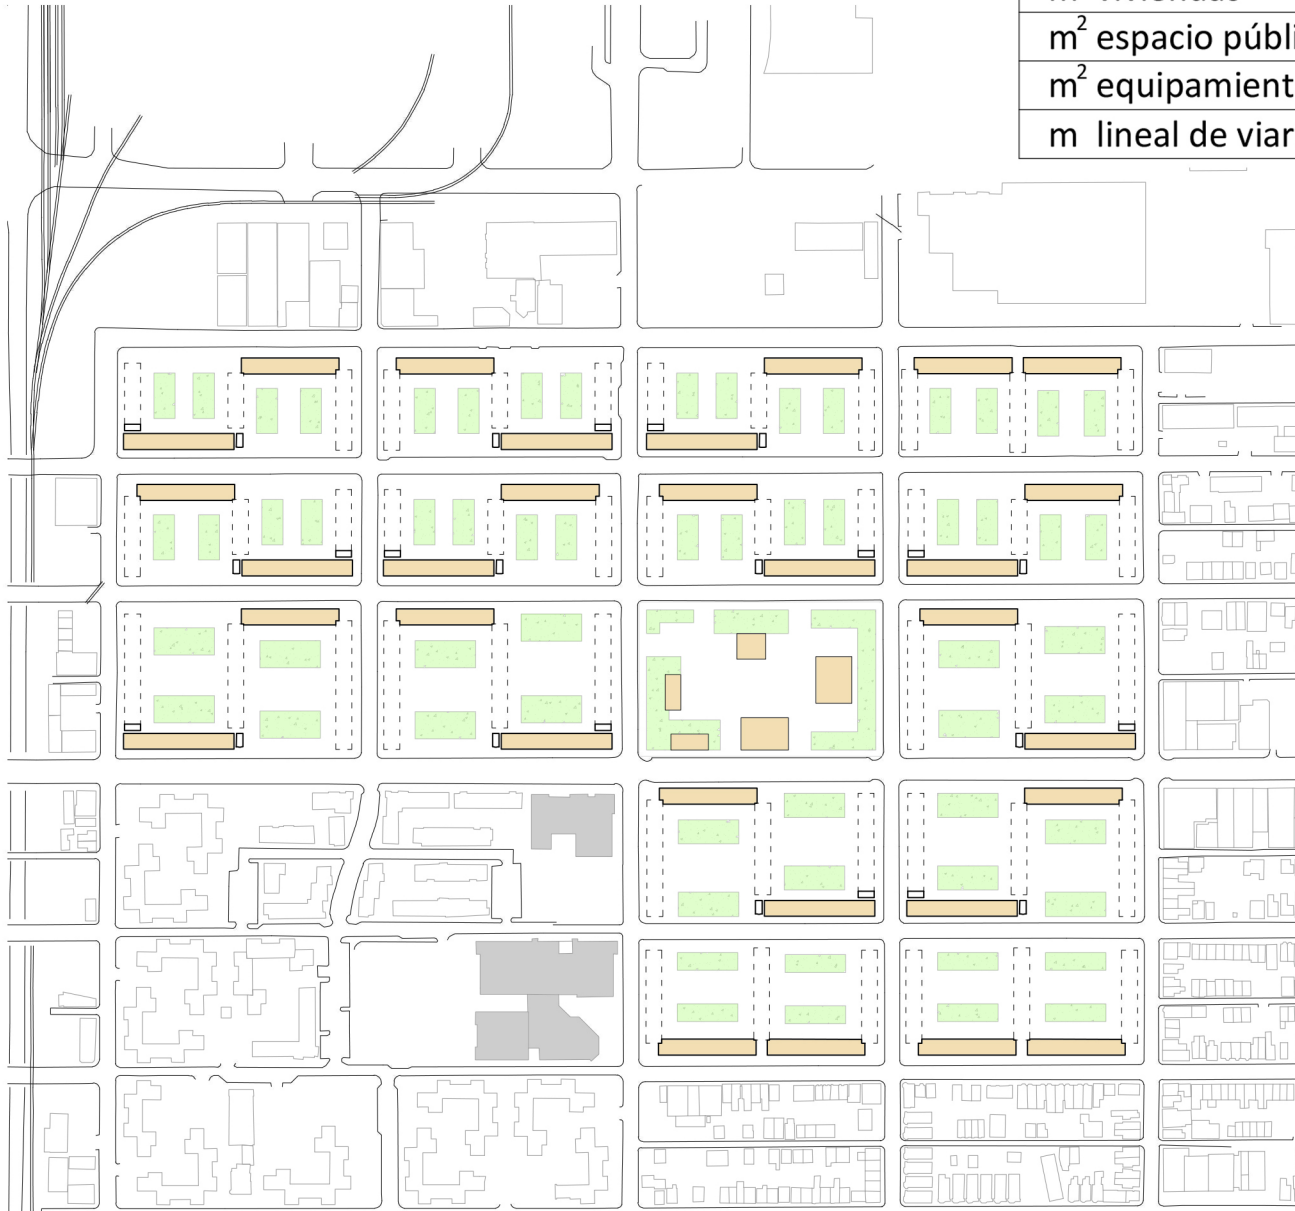 m² espacio públi
m² equipamient
m lineal de viar